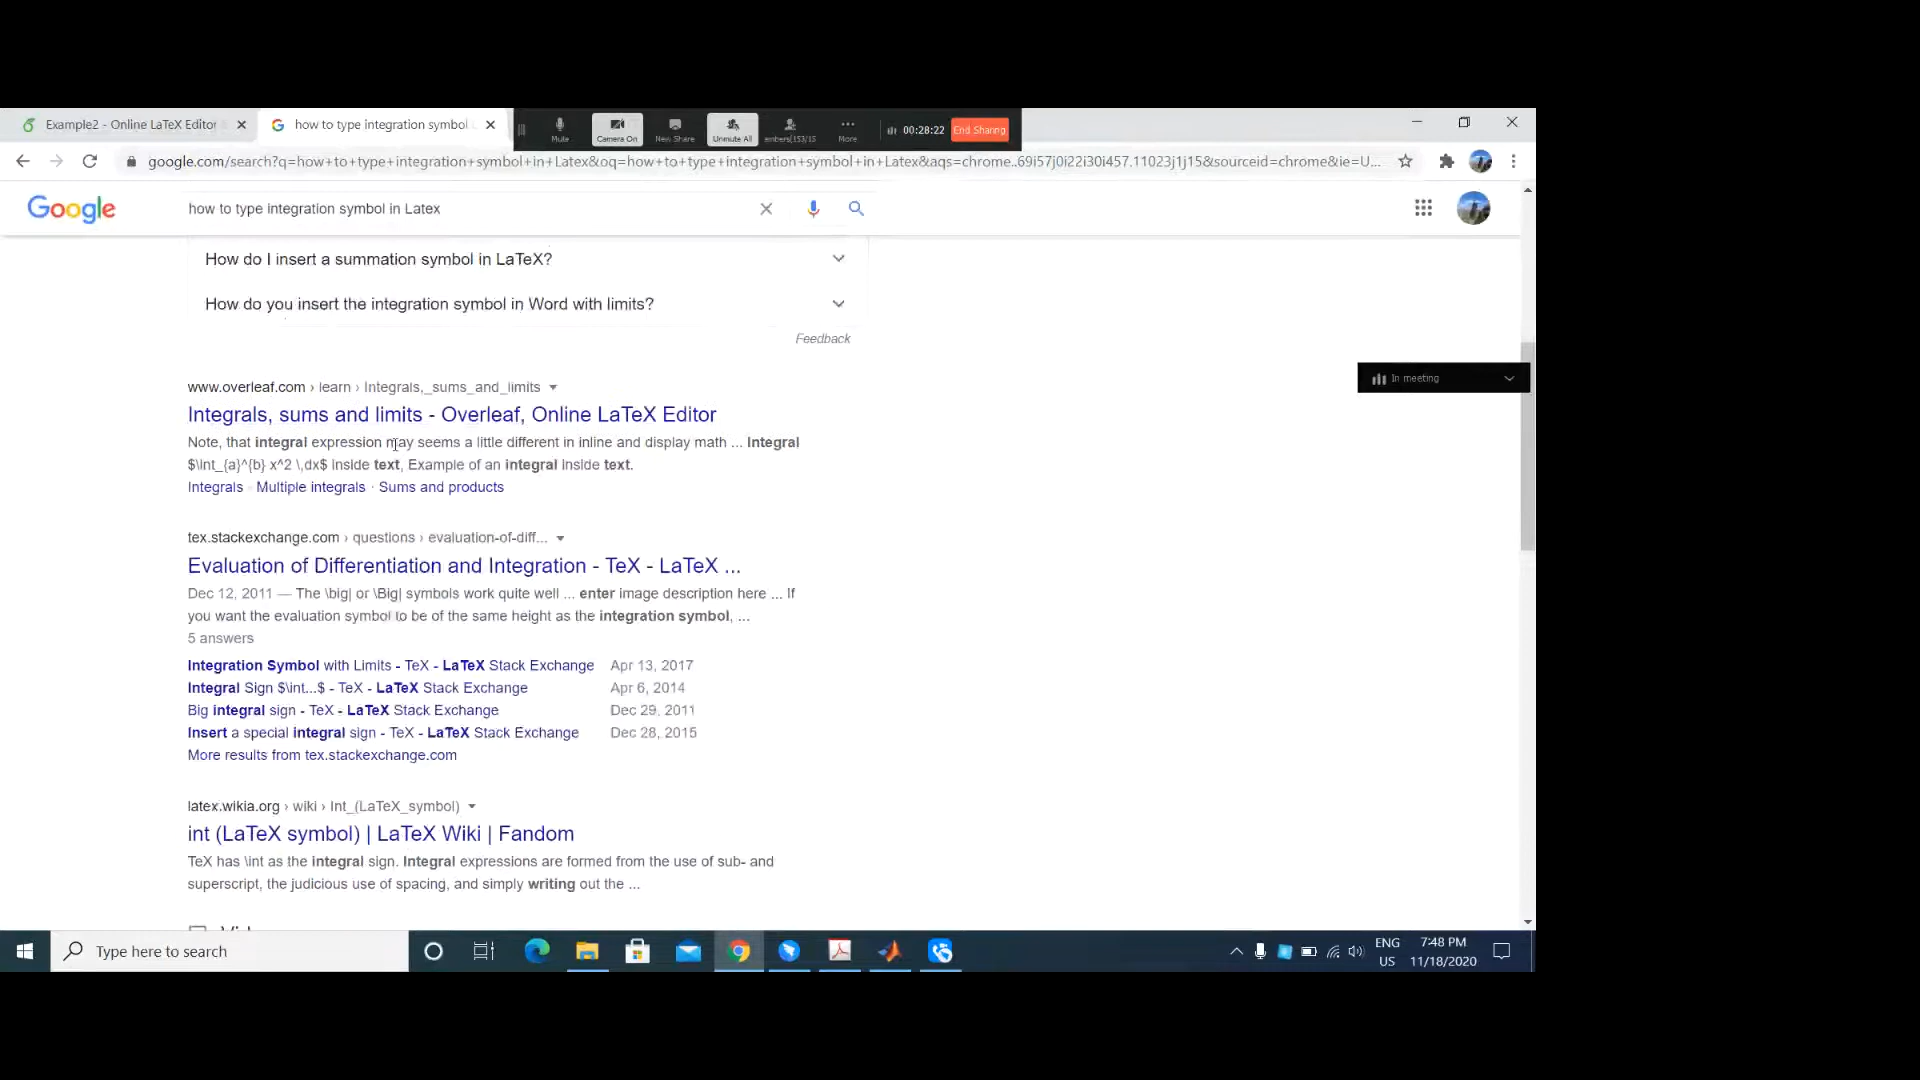 Example2 - Online LaTeX Editor
how to type integration symbol
Mute
Camera On
New Share
Unmute All
embers(153/15
More
00:28:22
End Sharing
google.com/search?q=how+to+type+integration+symbol+in+Latex&oq=how+to+type+integration+symbol+in+Latex&aqs=chrome..69i57j0i22i30i457.11023j1j15&sourceid=chrome&ie=U...
Google
how to type integration symbol in Latex
How do I insert a summation symbol in LaTeX?
How do you insert the integration symbol in Word with limits?
Feedback
In meeting
www.overleaf.com › learn › Integrals,_sums_and_limits
Integrals, sums and limits - Overleaf, Online LaTeX Editor
Note, that integral expression may seems a little different in inline and display math ... Integral
$\int_{a}^{b} x^2 \,dx$ inside text, Example of an integral inside text.
Integrals · Multiple integrals · Sums and products
tex.stackexchange.com › questions › evaluation-of-diff...
Evaluation of Differentiation and Integration - TeX - LaTeX ...
Dec 12, 2011 — The \big| or \Big| symbols work quite well ... enter image description here ... If
you want the evaluation symbol to be of the same height as the integration symbol, ...
5 answers
Integration Symbol with Limits - TeX - LaTeX Stack Exchange Apr 13, 2017
Integral Sign $\int...$ - TeX - LaTeX Stack Exchange Apr 6, 2014
Big integral sign - TeX - LaTeX Stack Exchange Dec 29, 2011
Insert a special integral sign - TeX - LaTeX Stack Exchange Dec 28, 2015
More results from tex.stackexchange.com
latex.wikia.org › wiki › Int_(LaTeX_symbol)
int (LaTeX symbol) | LaTeX Wiki | Fandom
TeX has \int as the integral sign. Integral expressions are formed from the use of sub- and
superscript, the judicious use of spacing, and simply writing out the ...
Type here to search
ENG
US
7:48 PM
11/18/2020